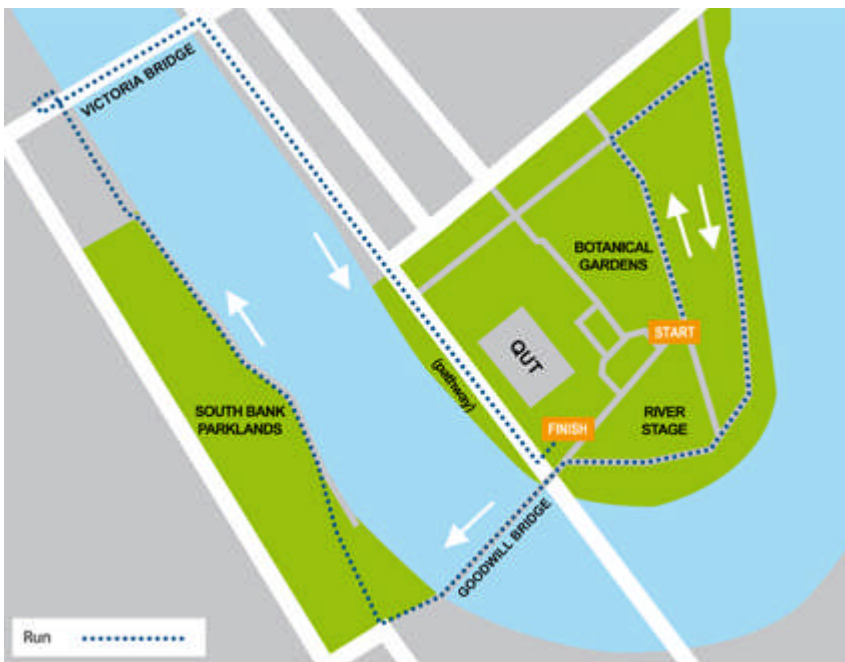 VICTORIA BRIDGE
BOTANICAL
GARDENS
START
QUT
(pathway)
SOUTH BANK
PARKLANDS
FINISH
RIVER
STAGE
GOODWILL BRIDGE
Run